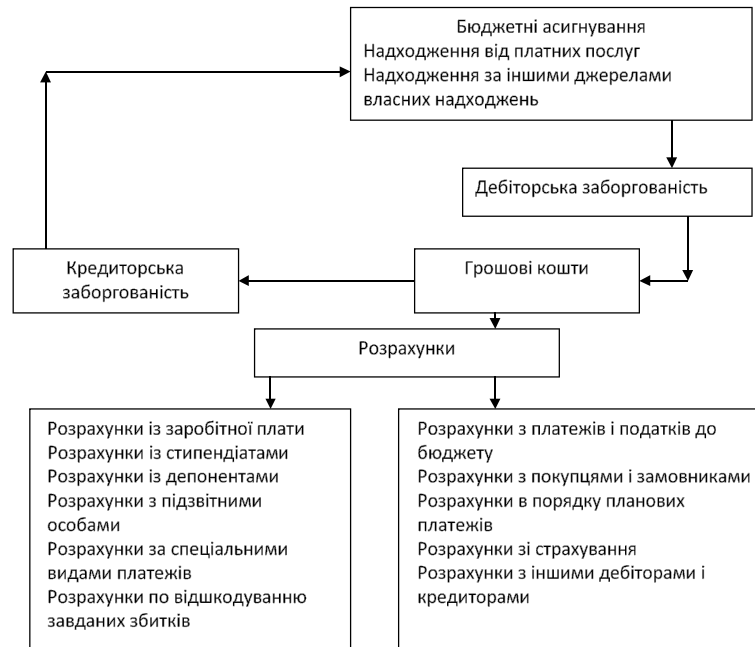 Бюджетні асигнування
Надходження від платних послуг
Надходження за іншими джерелами
власних надходжень
Дебіторська заборгованість
Кредиторська
заборгованість
Грошові кошти
Розрахунки
Розрахунки із заробітної плати
Розрахунки із стипендіатами
Розрахунки із депонентами
Розрахунки з підзвітними
особами
Розрахунки за спеціальними
видами платежів
Розрахунки по відшкодуванню
завданих збитків
Розрахунки з платежів і податків до
бюджету
Розрахунки з покупцями і замовниками
Розрахунки в порядку планових
платежів
Розрахунки зі страхування
Розрахунки з іншими дебіторами і
кредиторами